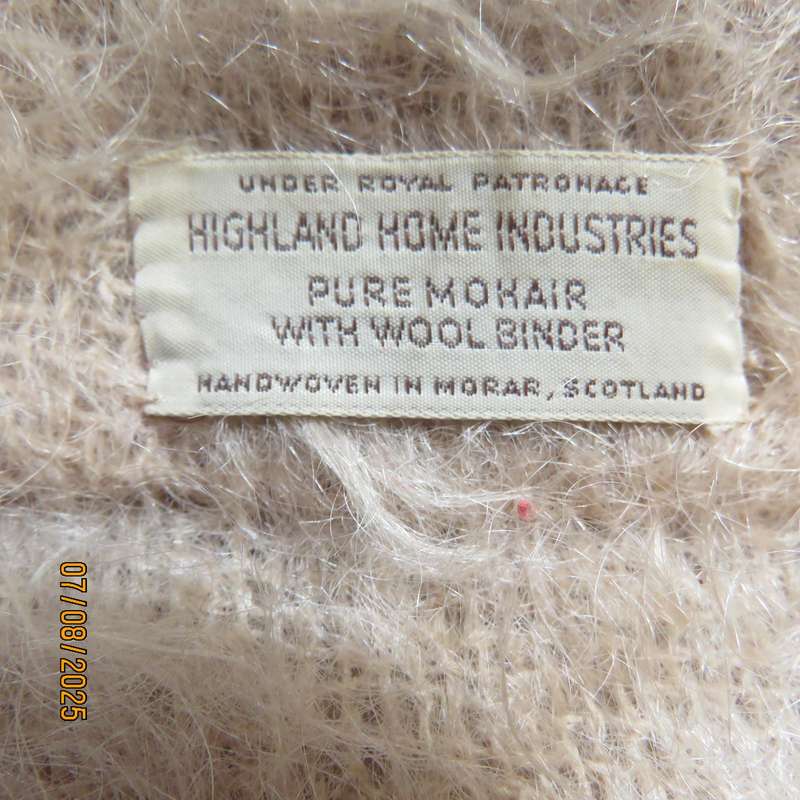 UNDER ROYAL PATRONAGE
HIGHLAND HOME INDUSTRIES
PURE MOHAIR
WITH WOOL BINDER
HANDWOVEN IN MORAR, SCOTLAND
07/08/2025